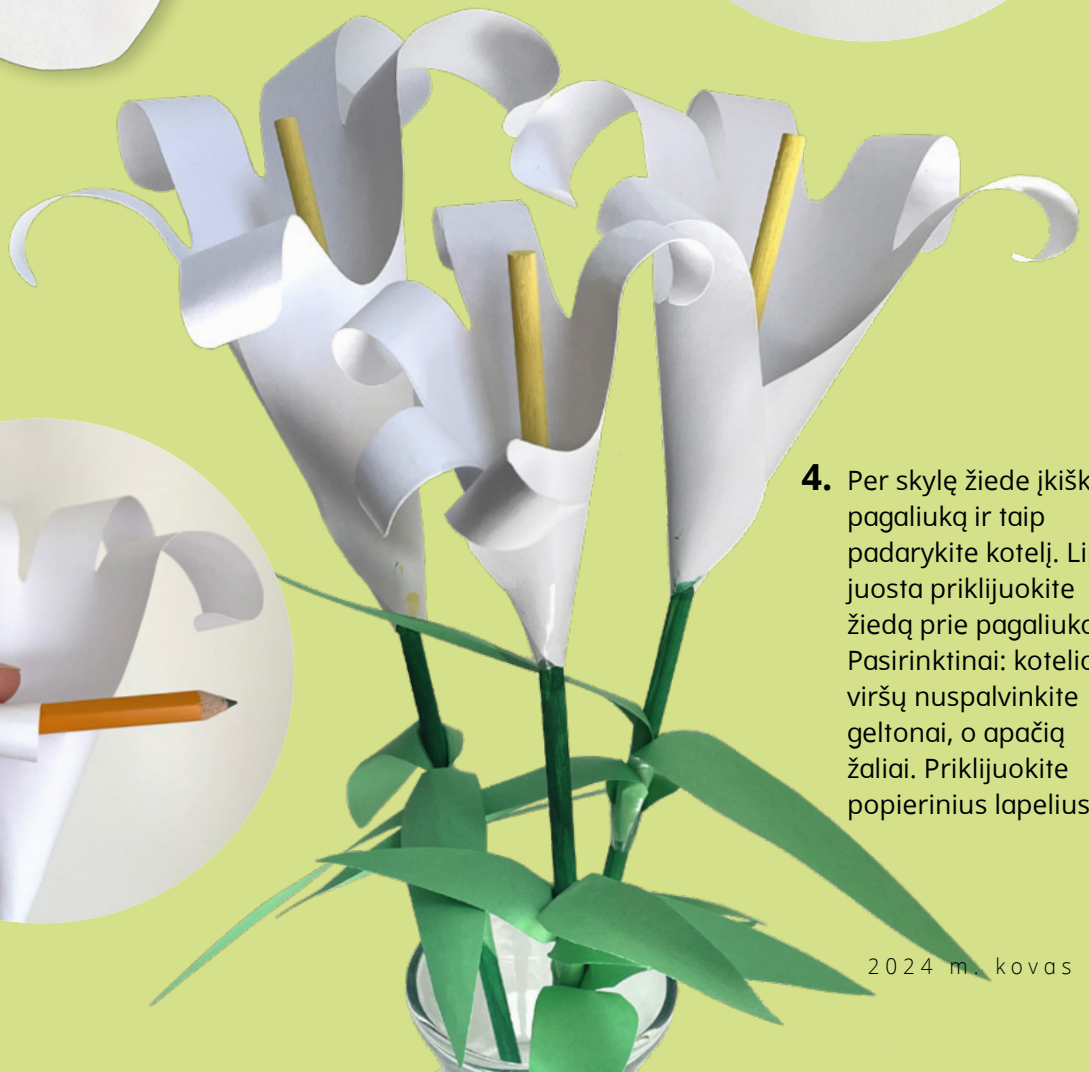 4. Per skylę žiede įkišk
pagaliuką ir taip
padarykite kotelį. Li
juosta priklijuokite
žiedą prie pagaliuko
Pasirinktinai: kotelio
viršų nuspalvinkite
geltonai, o apačią
žaliai. Priklijuokite
popierinius lapelius
2024 m. kovas